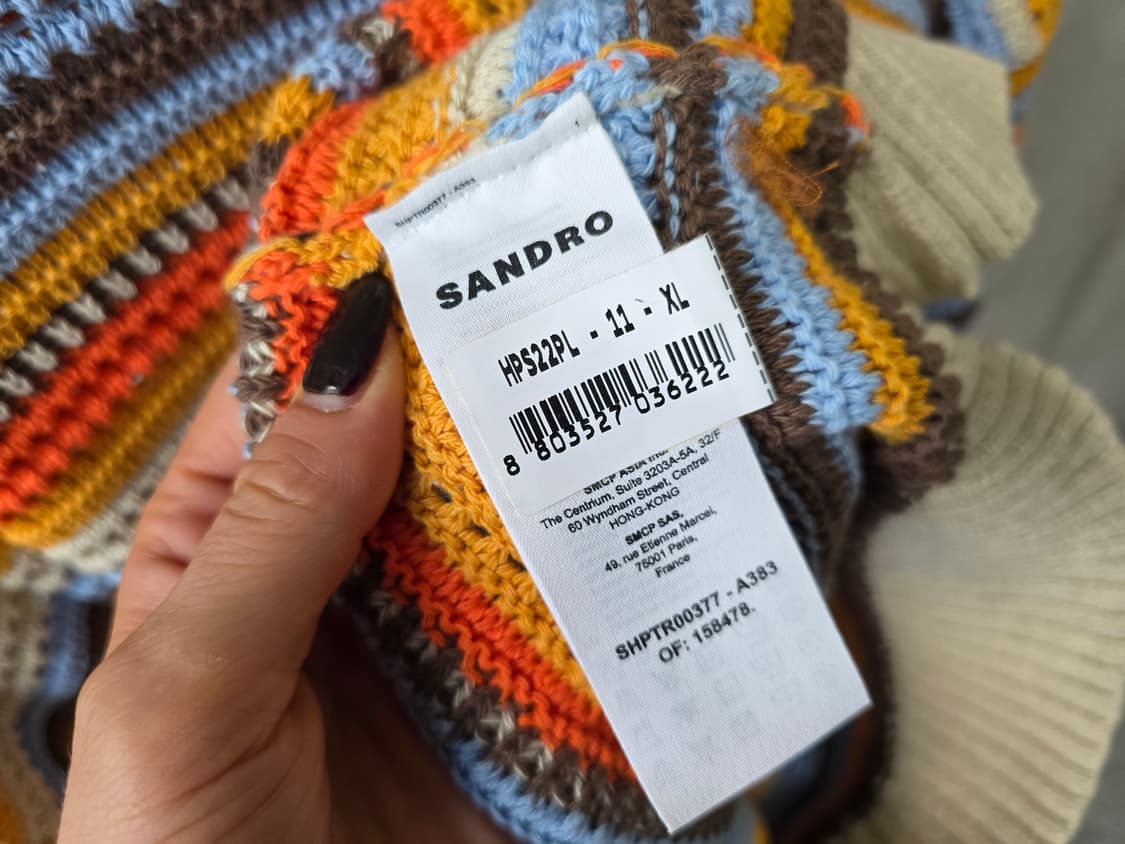 SHPTR00377 - A383
1
SANDRO
HPS22PL - 11 - XL
8 803527 036222
SMCP ASIA
The Centrium, Suite 3203A-5A, 32/F
60 Wyndham Street, Central
HONG-KONG
SMCP SAS.
49, rue Etienne Marcel,
75001 Paris,
France
SHPTR00377 - A383
OF: 158478.